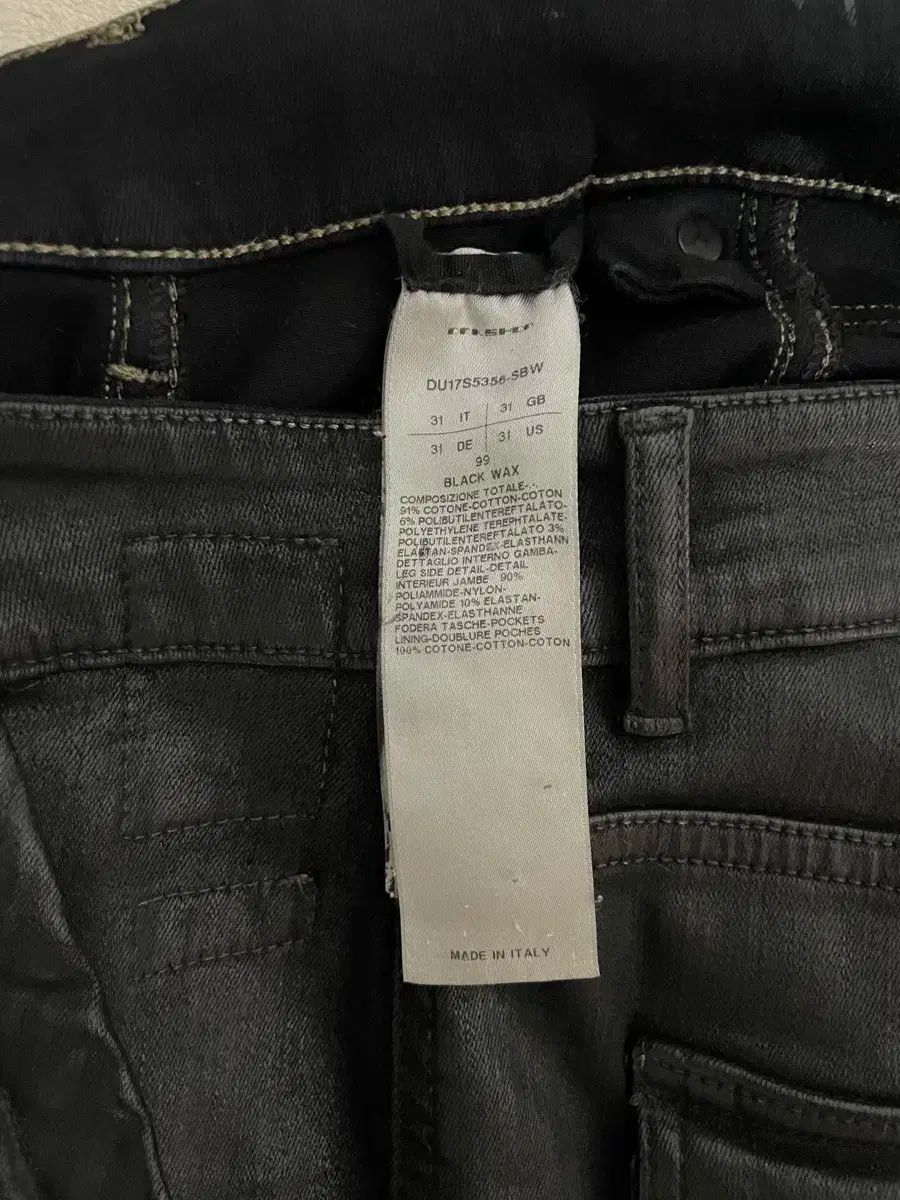 DRKSHDW
DU17S5356-SBW
31 IT 31 GB
31 DE 31 US
99
BLACK WAX
COMPOSIZIONE TOTALE-
91% COTONE-COTTON-COTON
6% POLIBUTILENTEREFTALATO-
POLYETHYLENE TEREPHTALATE-
POLIBUTILENTEREFTALATO 3%
ELASTAN-SPANDEX-ELASTHANN
DETTAGLIO INTERNO GAMBA-
LEG SIDE DETAIL-DETAIL
INTERIEUR JAMBE 90%
POLIAMMIDE-NYLON-
POLYAMIDE 10% ELASTAN-
SPANDEX-ELASTHANNE
FODERA TASCHE-POCKETS
LINING-DOUBLURE POCHES
100% COTONE-COTTON-COTON
MADE IN ITALY